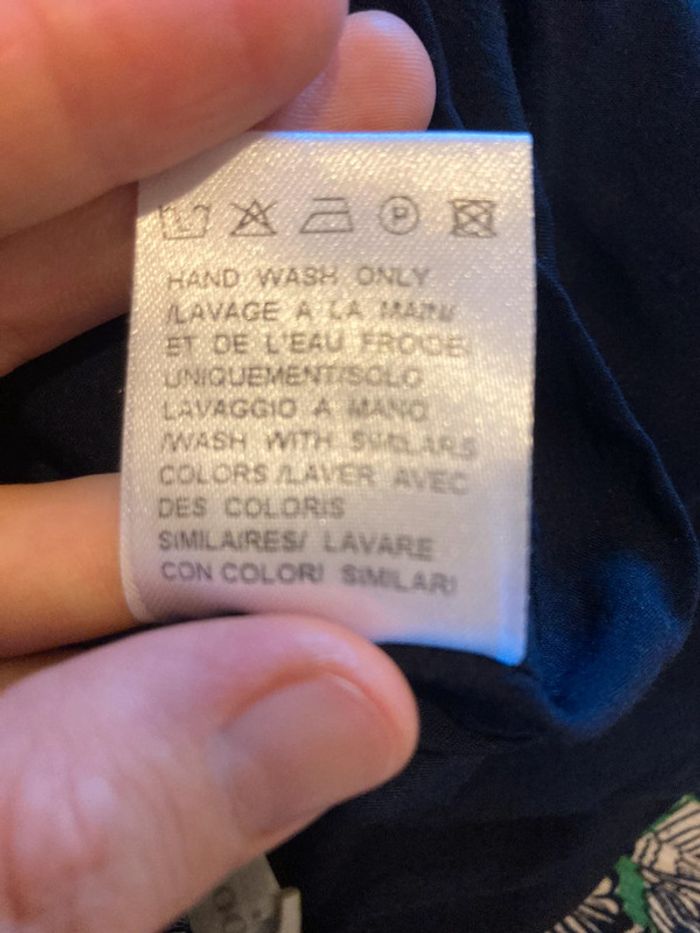 P
HAND WASH ONLY
/LAVAGE A LA MAIN/
ET DE L'EAU FROIDE
UNIQUEMENT/SOLO
LAVAGGIO A MANO
/WASH WITH SIMILARS
COLORS /LAVER AVEC
DES COLORIS
SIMILAIRES/ LAVARE
CON COLORI SIMILARI